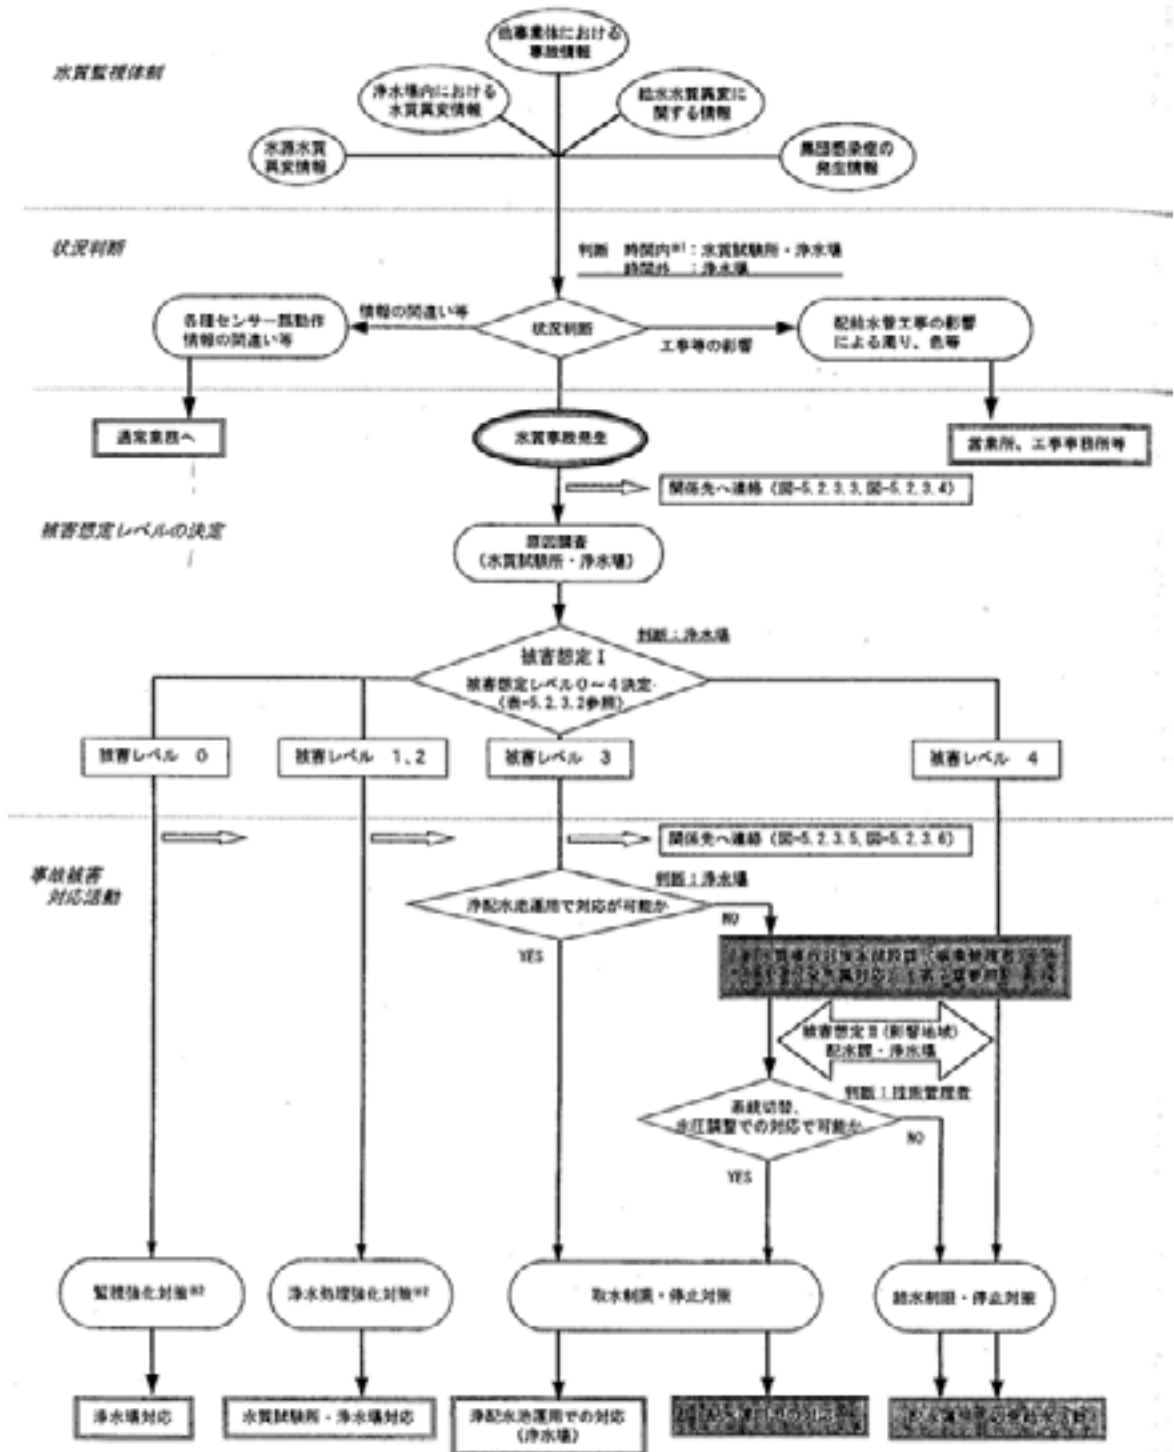 他事業体における
事故情報
水質監視体制
浄水場内における
水質異変情報
給水水質異変に
関する情報
水源水質
異変情報
集団感染症の
発生情報
状況判断
判断 時間内※1:水質試験所・浄水場
時間外 :浄水場
各種センサー誤動作
情報の間違い等
情報の間違い等
状況判断
工事等の影響
配給水管工事の影響
による濁り、色等
通常業務へ
水質事故発生
営業所、工事事務所等
関係先へ連絡(図-5.2.3.3,図-5.2.3.4)
被害想定レベルの決定
原因調査
(水質試験所・浄水場)
判断:浄水場
被害想定Ⅰ
被害想定レベル0~4決定
(表-5.2.3.2参照)
被害レベル 0
被害レベル 1、2
被害レベル 3
被害レベル 4
関係先へ連絡(図-5.2.3.5,図-5.2.3.6)
事故被害
対応活動
判断:浄水場
浄配水池運用で対応が可能か
NO
YES
被害想定Ⅱ(影響地域)
配水課・浄水場
判断:技術管理者
系統切替、
水圧調整での対応で可能か
NO
YES
監視強化対策※2
浄水処理強化対策※2
取水制限・停止対策
給水制限・停止対策
浄水場対応
水質試験所・浄水場対応
浄配水池運用での対応
(浄水場)